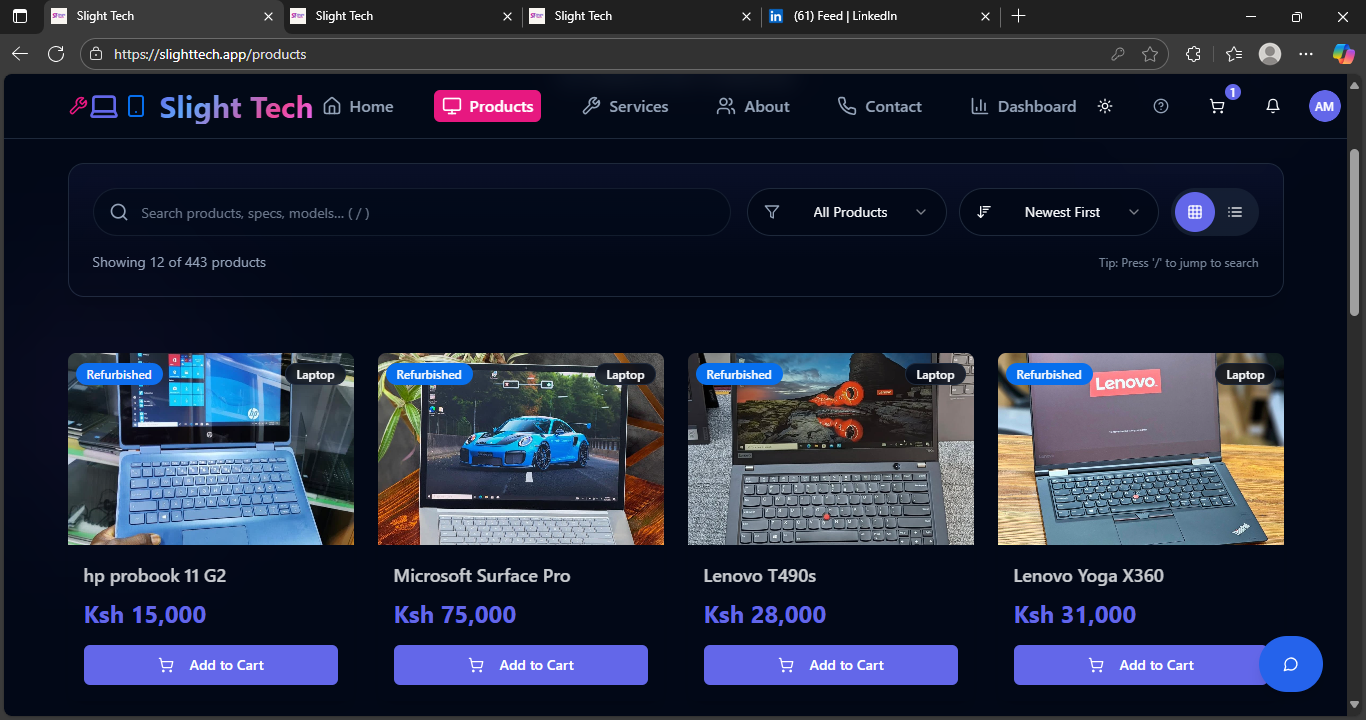 Slight Tech
Slight Tech
Slight Tech
(61) Feed | LinkedIn
https://slighttech.app/products
Slight Tech
Home
Products
Services
About
Contact
Dashboard
1
AM
Search products, specs, models... ( / )
All Products
Newest First
Showing 12 of 443 products
Tip: Press '/' to jump to search
Refurbished
Laptop
hp
hp probook 11 G2
Ksh 15,000
Add to Cart
Refurbished
Laptop
Microsoft Surface Pro
Ksh 75,000
Add to Cart
Refurbished
Laptop
Lenovo T490s
Ksh 28,000
Add to Cart
Refurbished
Laptop
Lenovo
ThinkPad
Lenovo Yoga X360
Ksh 31,000
Add to Cart